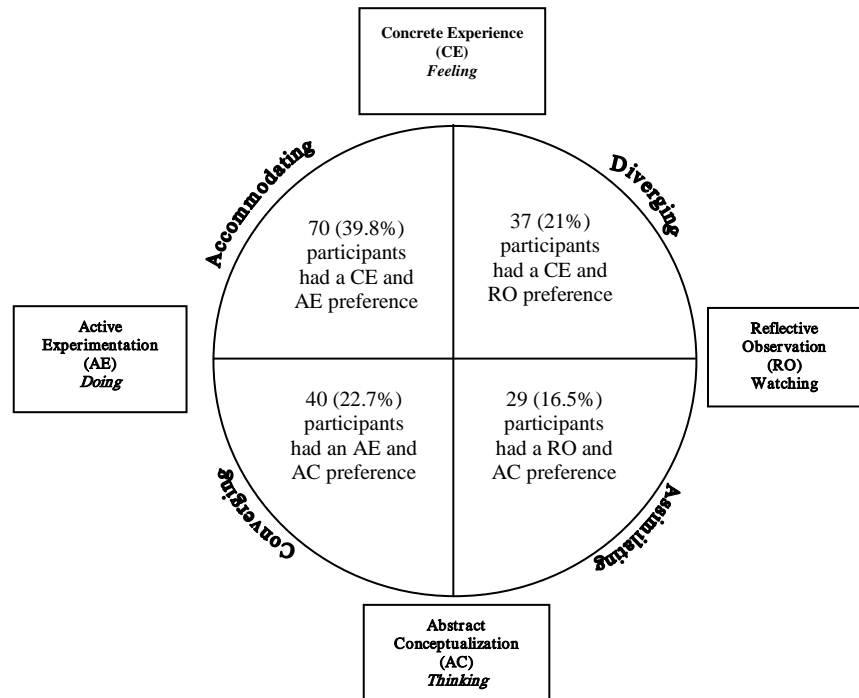 Concrete Experience
(CE)
Feeling
Accommodating
Diverging
70 (39.8%)
participants
had a CE and
AE preference
37 (21%)
participants
had a CE and
RO preference
Active
Experimentation
(AE)
Doing
Reflective
Observation
(RO)
Watching
40 (22.7%)
participants
had an AE and
AC preference
29 (16.5%)
participants
had a RO and
AC preference
Converging
Assimilating
Abstract
Conceptualization
(AC)
Thinking